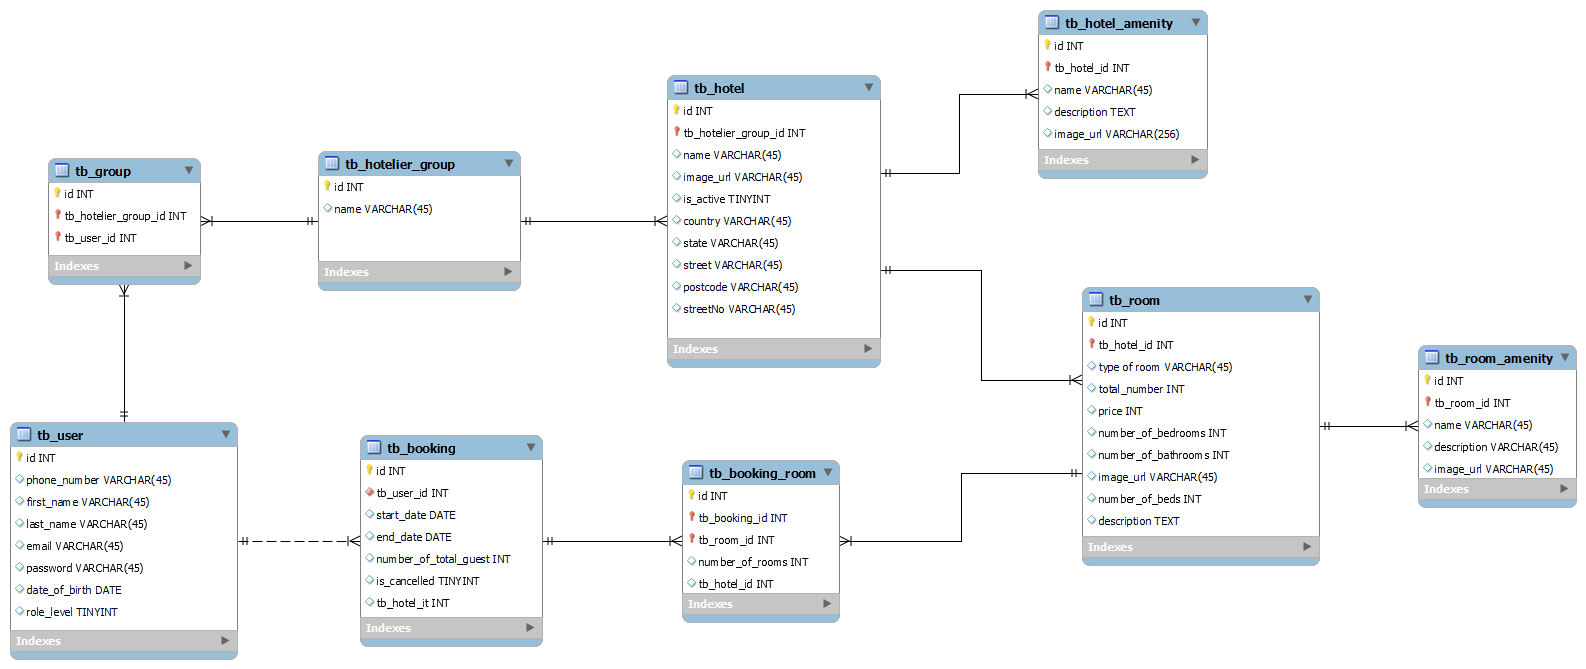 tb_hotel_amenity
id INT
tb_hotel_id INT
name VARCHAR(45)
description TEXT
image_url VARCHAR(256)
Indexes
tb_hotel
id INT
tb_hotelier_group_id INT
name VARCHAR(45)
image_url VARCHAR(45)
is_active TINYINT
country VARCHAR(45)
state VARCHAR(45)
street VARCHAR(45)
postcode VARCHAR(45)
streetNo VARCHAR(45)
Indexes
tb_hotelier_group
id INT
name VARCHAR(45)
Indexes
tb_group
id INT
tb_hotelier_group_id INT
tb_user_id INT
Indexes
tb_room
id INT
tb_hotel_id INT
type of room VARCHAR(45)
total_number INT
price INT
number_of_bedrooms INT
number_of_bathrooms INT
image_url VARCHAR(45)
number_of_beds INT
description TEXT
Indexes
tb_room_amenity
id INT
tb_room_id INT
name VARCHAR(45)
description VARCHAR(45)
image_url VARCHAR(45)
Indexes
tb_user
id INT
phone_number VARCHAR(45)
first_name VARCHAR(45)
last_name VARCHAR(45)
email VARCHAR(45)
password VARCHAR(45)
date_of_birth DATE
role_level TINYINT
Indexes
tb_booking
id INT
tb_user_id INT
start_date DATE
end_date DATE
number_of_total_guest INT
is_cancelled TINYINT
tb_hotel_it INT
Indexes
tb_booking_room
id INT
tb_booking_id INT
tb_room_id INT
number_of_rooms INT
tb_hotel_id INT
Indexes